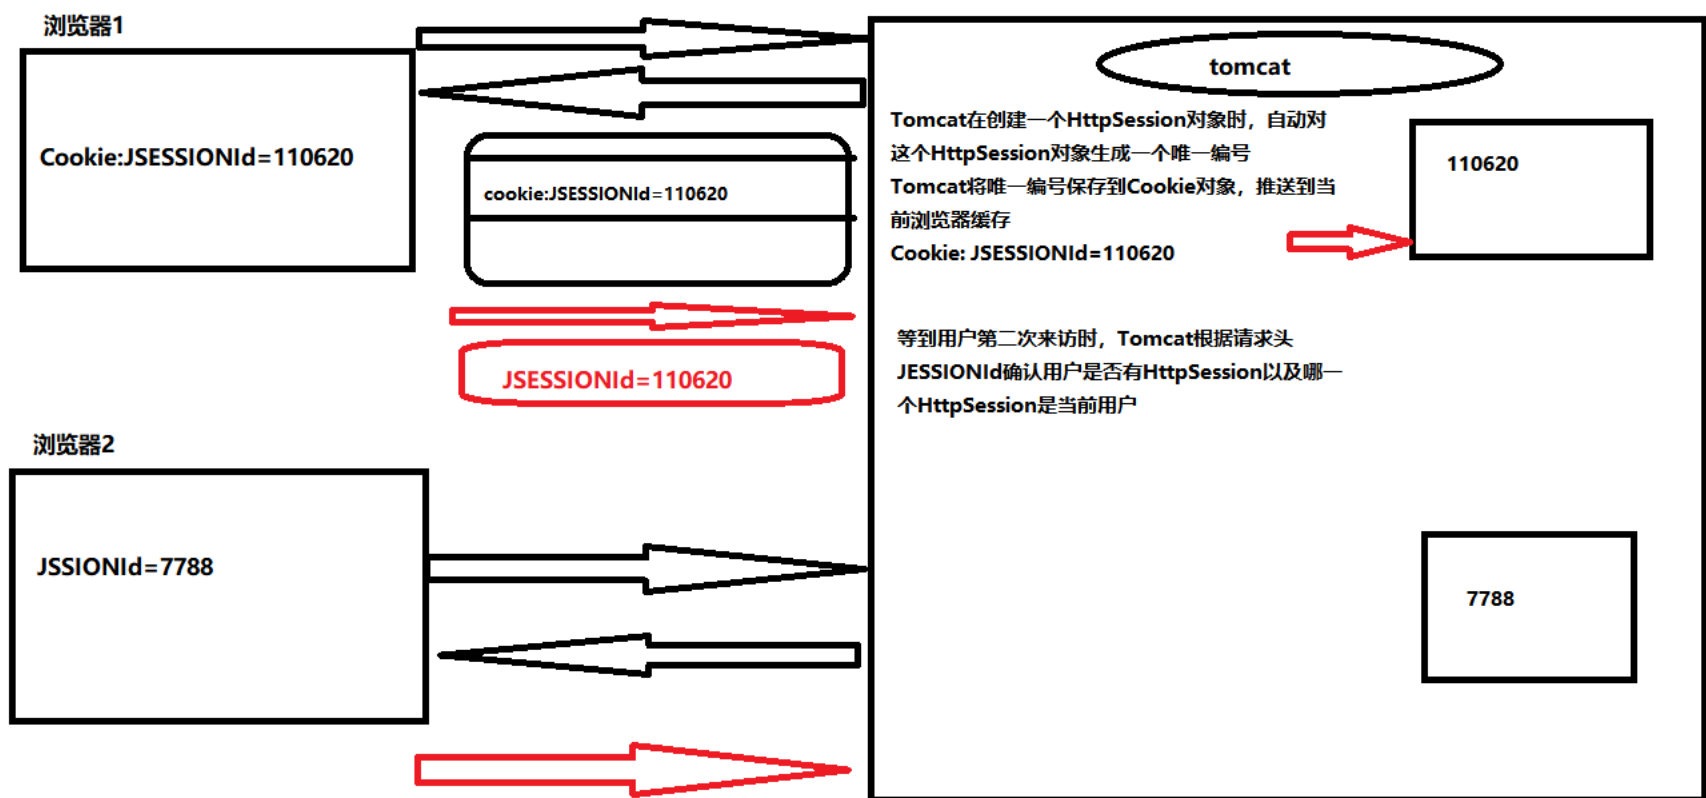 浏览器1
Cookie:JSESSIONId=110620
cookie:JSESSIONId=110620
JSESSIONId=110620
tomcat
Tomcat在创建一个HttpSession对象时，自动对
这个HttpSession对象生成一个唯一编号
Tomcat将唯一编号保存到Cookie对象，推送到当
前浏览器缓存
Cookie: JSESSIONId=110620
110620
等到用户第二次来访时，Tomcat根据请求头
JESSIONId确认用户是否有HttpSession以及哪一
个HttpSession是当前用户
浏览器2
JSSIONId=7788
7788